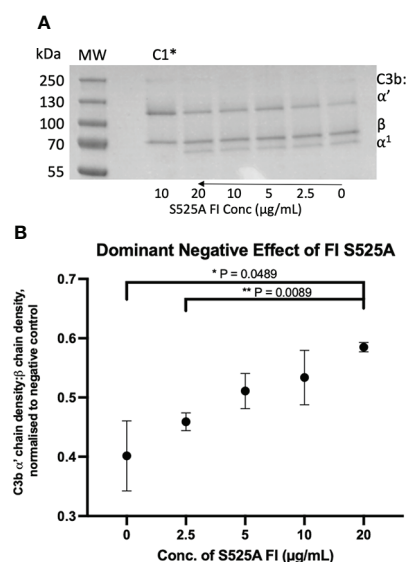 A
kDa MW C1*
250
130
100
70
55
C3b:
α’
β
α¹
10 20 10 5 2.5 0
S525A FI Conc (µg/mL)
B
Dominant Negative Effect of FI S525A
* P = 0.0489
** P = 0.0089
C3b α’ chain density:β chain density,
normalised to negative control
0.7
0.6
0.5
0.4
0.3
0 2.5 5 10 20
Conc. of S525A FI (µg/mL)